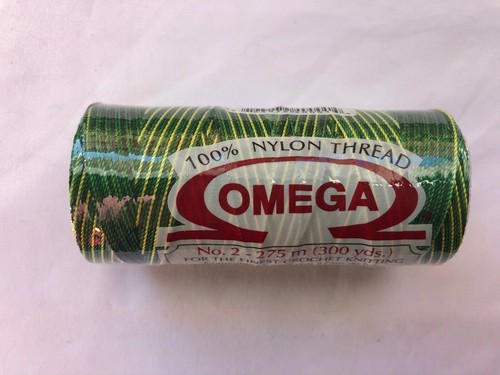 100% NYLON THREAD
OMEGA
No. 2 - 275 m (300 yds.)
FOR THE FINEST CROCHET KNITTING